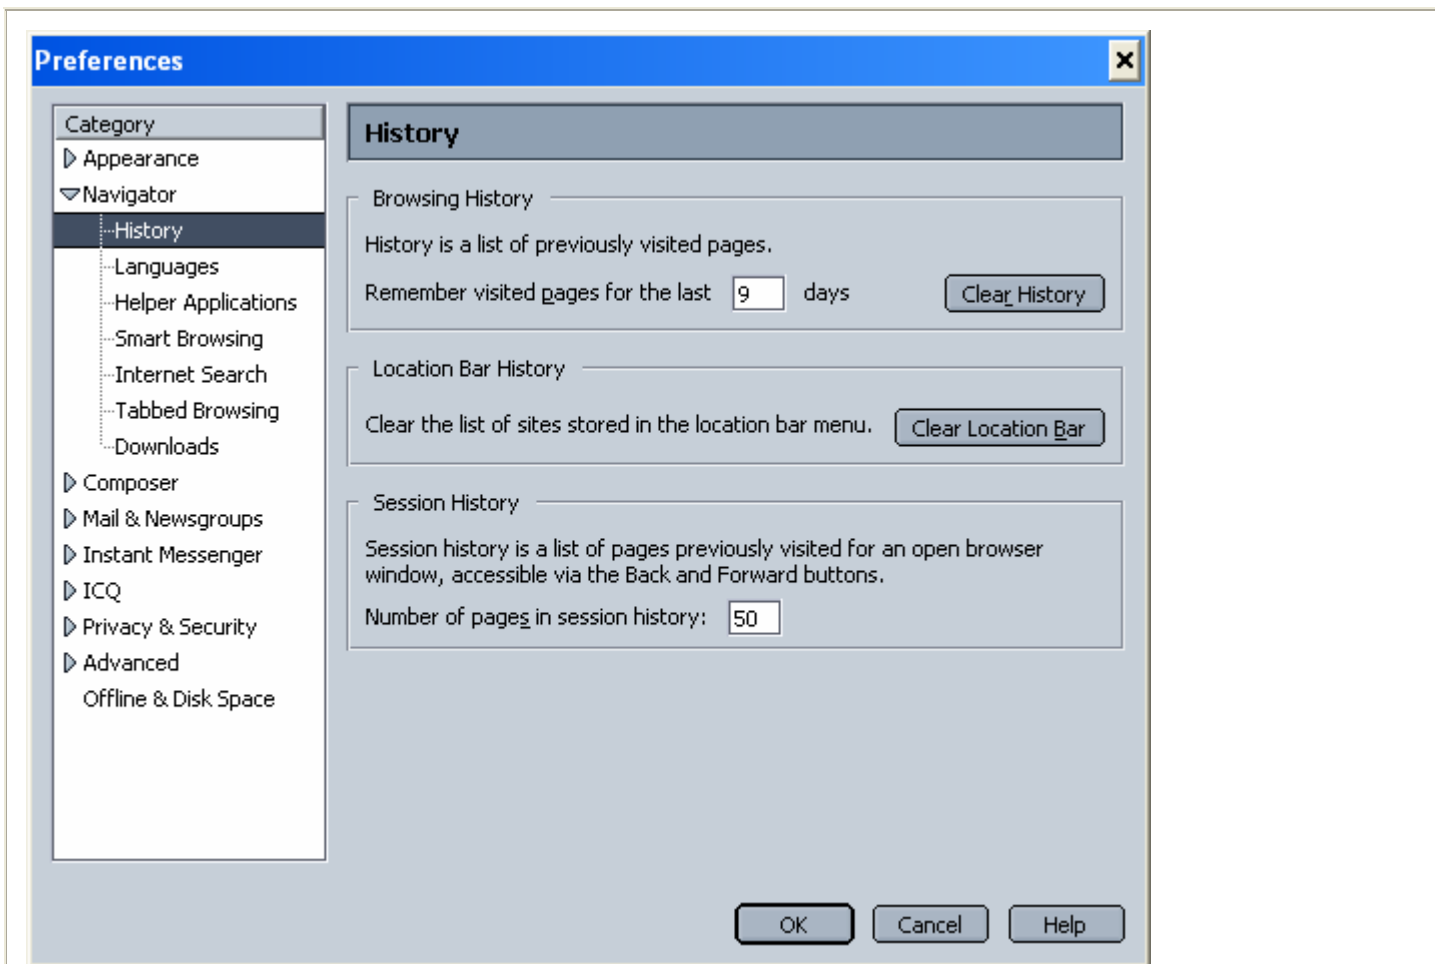 Preferences
Category
Appearance
Navigator
History
Languages
Helper Applications
Smart Browsing
Internet Search
Tabbed Browsing
Downloads
Composer
Mail & Newsgroups
Instant Messenger
ICQ
Privacy & Security
Advanced
Offline & Disk Space
History
Browsing History
History is a list of previously visited pages.
Remember visited pages for the last 9 days Clear History
Location Bar History
Clear the list of sites stored in the location bar menu. Clear Location Bar
Session History
Session history is a list of pages previously visited for an open browser
window, accessible via the Back and Forward buttons.
Number of pages in session history: 50
OK Cancel Help